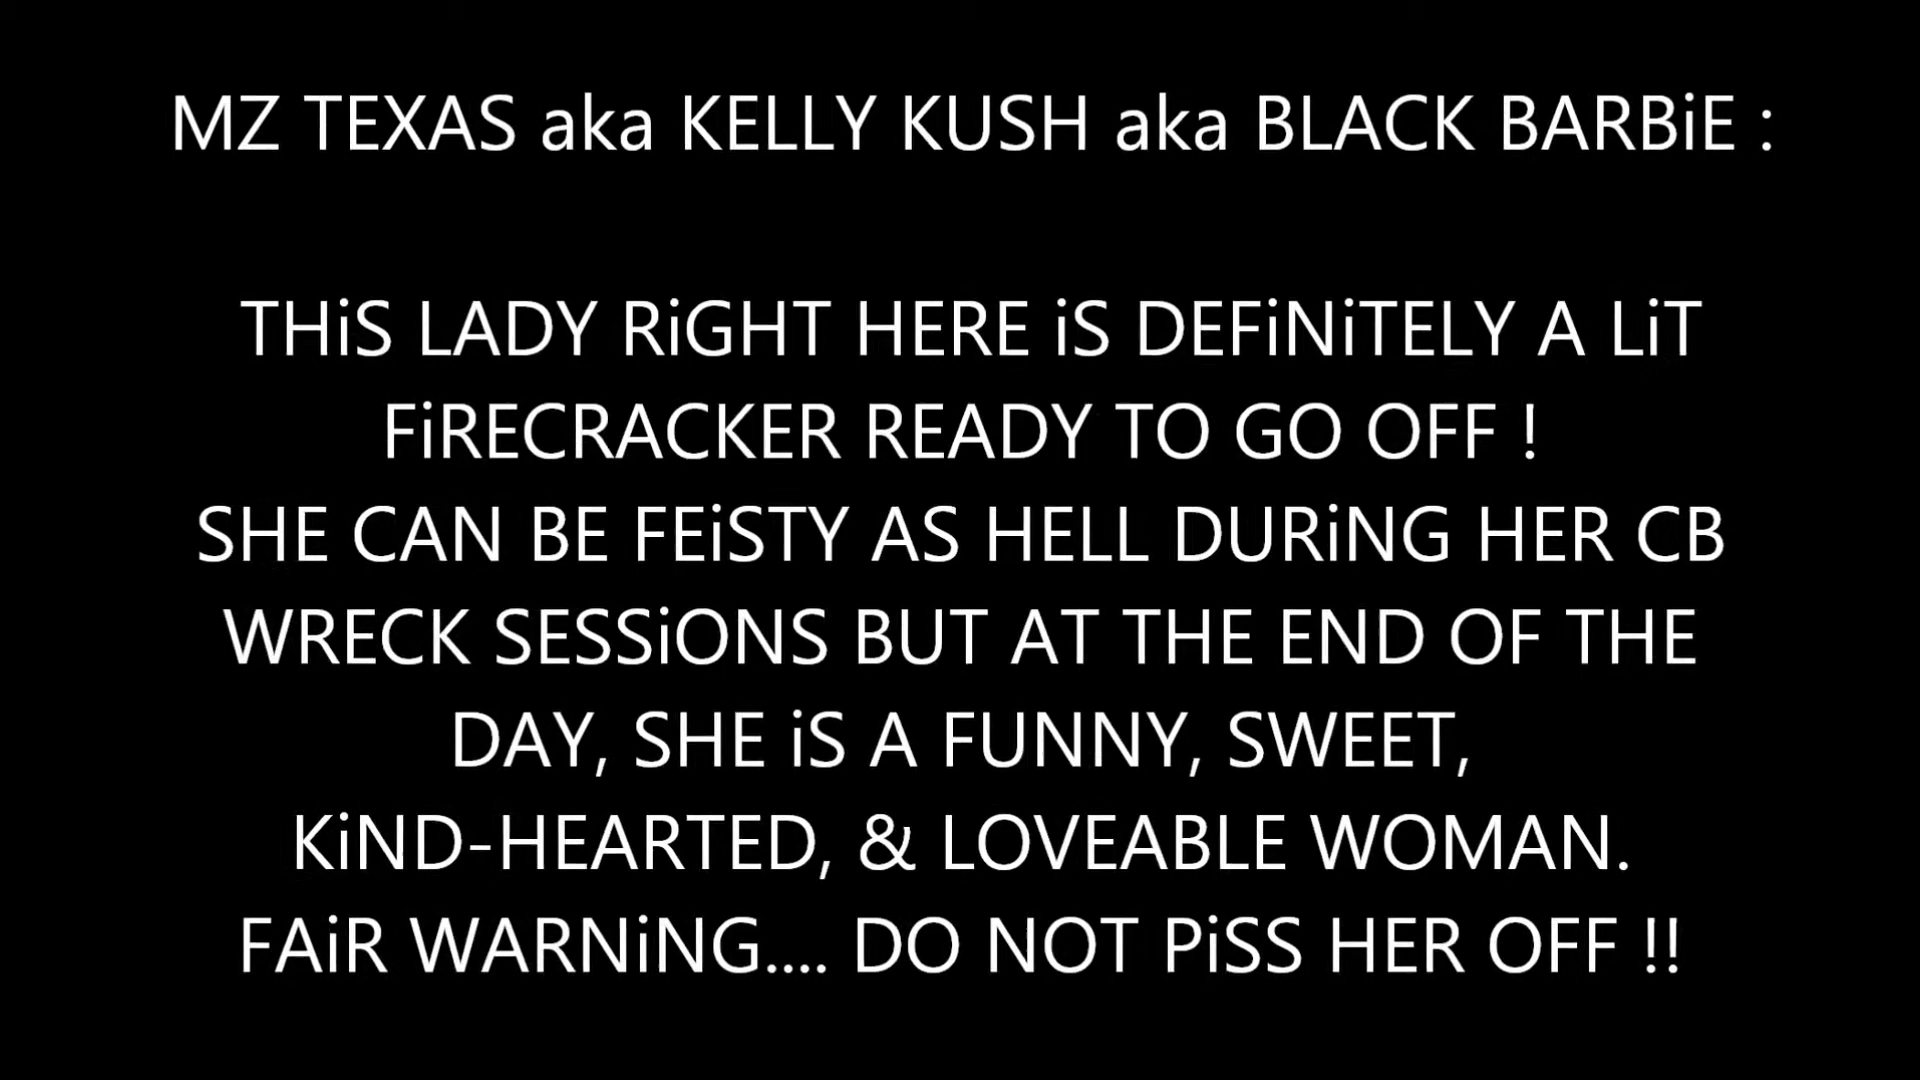 MZ TEXAS aka KELLY KUSH aka BLACK BARBiE :
THiS LADY RiGHT HERE iS DEFiNiTELY A LiT
FiRECRACKER READY TO GO OFF !
SHE CAN BE FEiSTY AS HELL DURiNG HER CB
WRECK SESSiONS BUT AT THE END OF THE
DAY, SHE iS A FUNNY, SWEET,
KiND-HEARTED, & LOVEABLE WOMAN.
FAiR WARNiNG.... DO NOT PiSS HER OFF !!